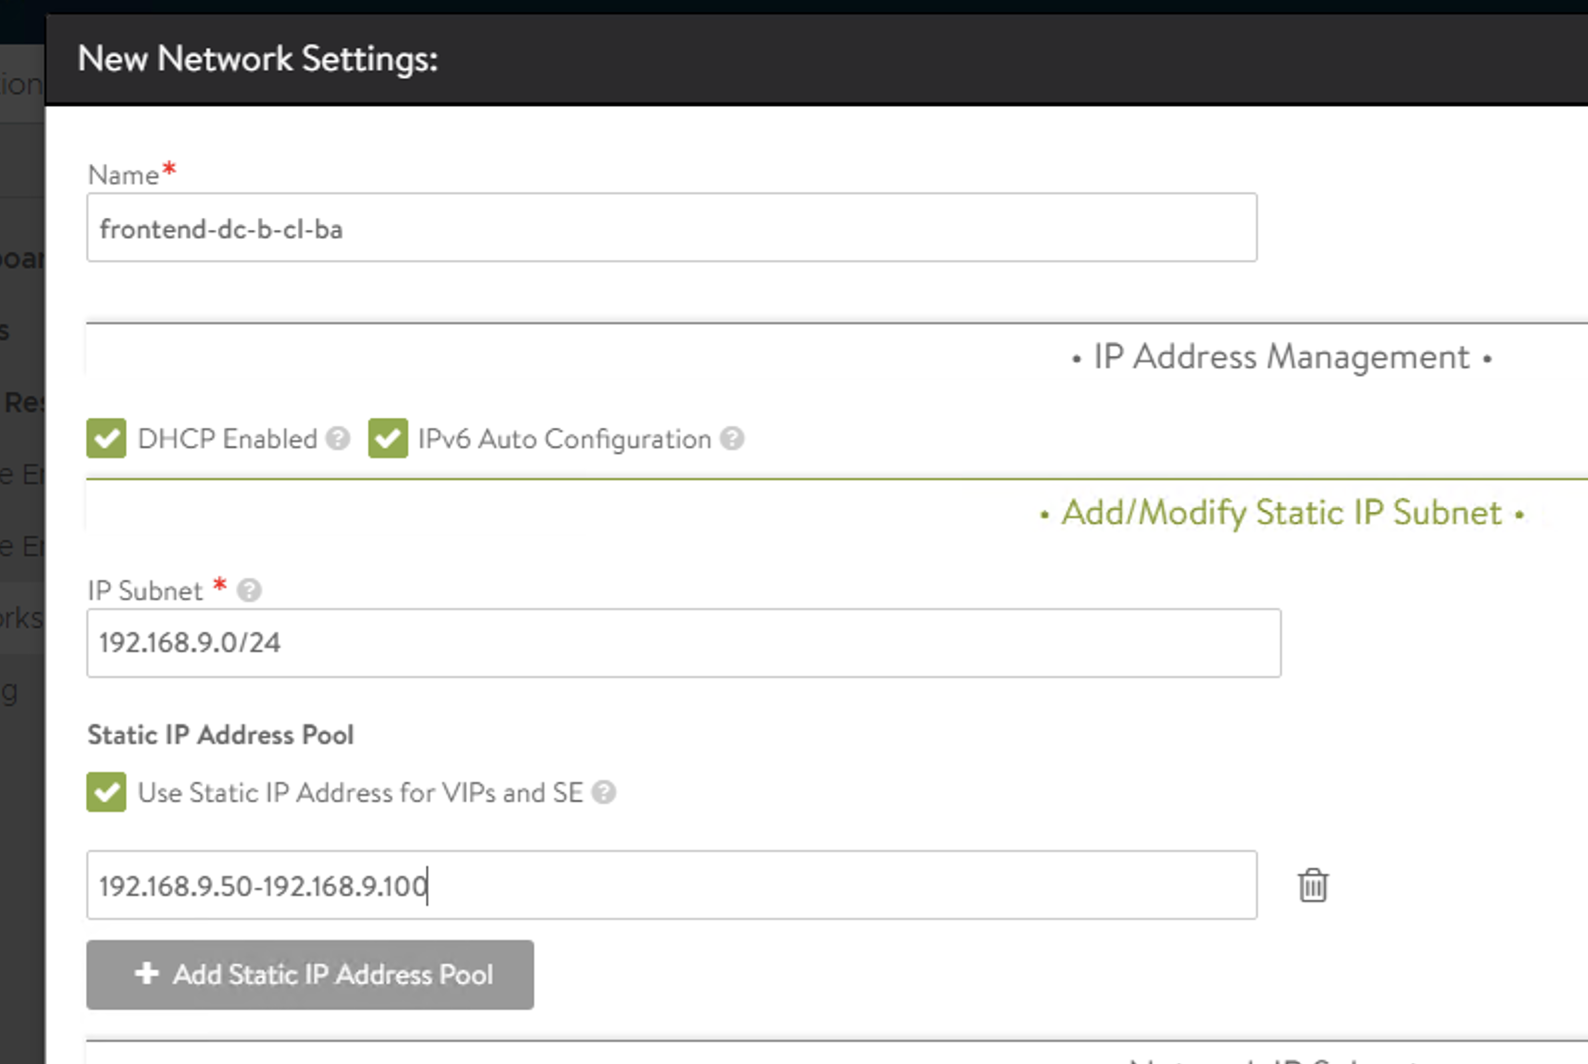 New Network Settings:
Name*
frontend-dc-b-cl-ba
• IP Address Management •
DHCP Enabled ? IPv6 Auto Configuration ?
• Add/Modify Static IP Subnet •
IP Subnet * ?
192.168.9.0/24
Static IP Address Pool
Use Static IP Address for VIPs and SE ?
192.168.9.50-192.168.9.100
+ Add Static IP Address Pool